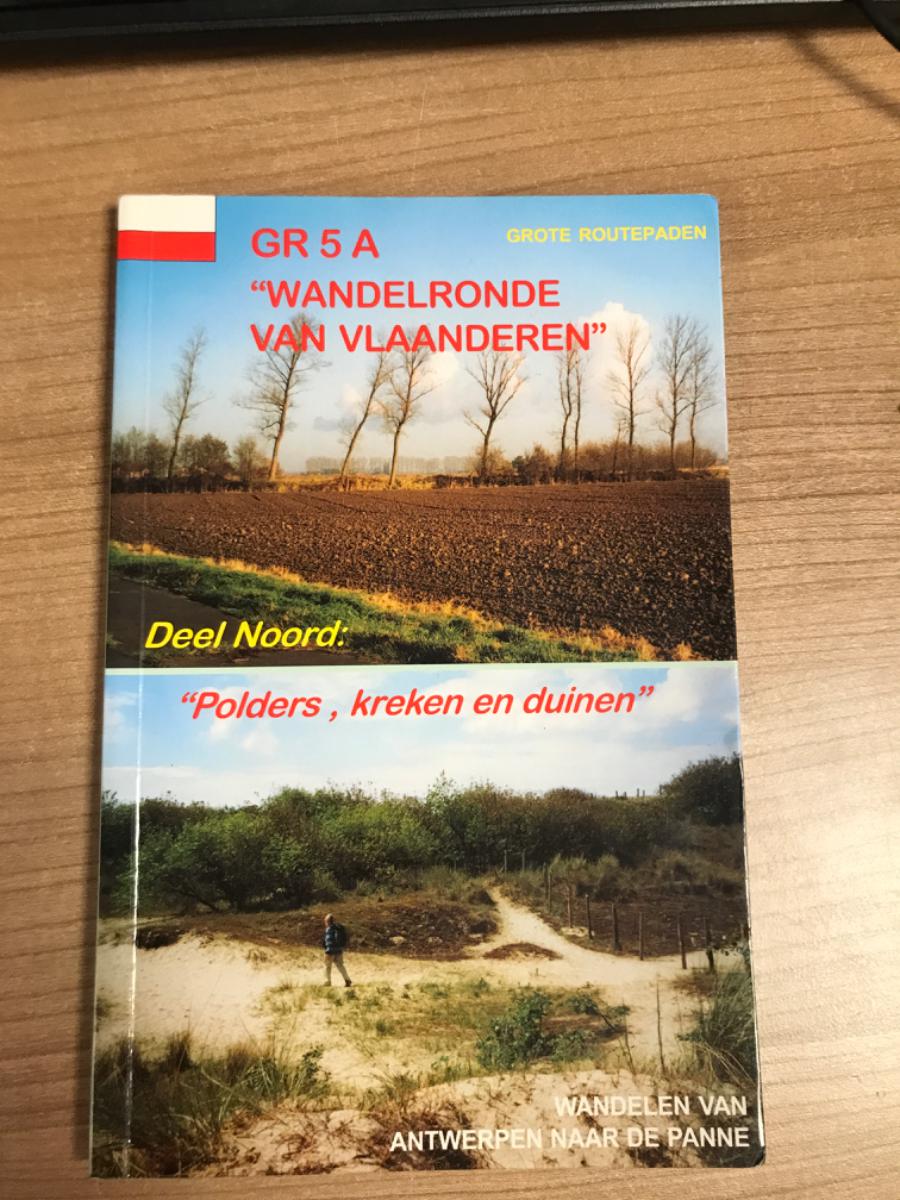 GR 5 A
GROTE ROUTEPADEN
“WANDELRONDE
VAN VLAANDEREN”
Deel Noord:
“Polders , kreken en duinen”
WANDELEN VAN
ANTWERPEN NAAR DE PANNE